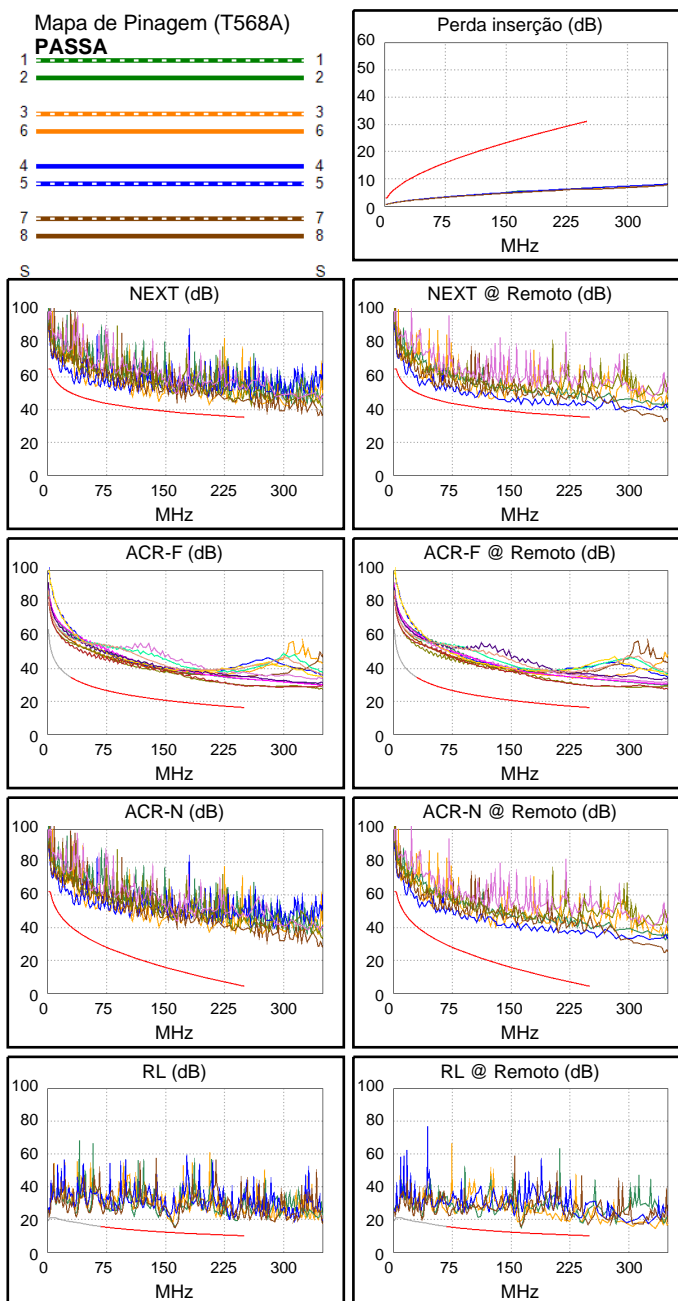 Mapa de Pinagem (T568A)
PASSA
1 1
2 2
3 3
6 6
4 4
5 5
7 7
8 8
S S
Perda inserção (dB)
60
50
40
30
20
10
0
0 75 150 225 300
MHz
NEXT (dB)
100
80
60
40
20
0
0 75 150 225 300
MHz
NEXT @ Remoto (dB)
100
80
60
40
20
0
0 75 150 225 300
MHz
ACR-F (dB)
100
80
60
40
20
0
0 75 150 225 300
MHz
ACR-F @ Remoto (dB)
100
80
60
40
20
0
0 75 150 225 300
MHz
ACR-N (dB)
100
80
60
40
20
0
0 75 150 225 300
MHz
ACR-N @ Remoto (dB)
100
80
60
40
20
0
0 75 150 225 300
MHz
RL (dB)
100
80
60
40
20
0
0 75 150 225 300
MHz
RL @ Remoto (dB)
100
80
60
40
20
0
0 75 150 225 300
MHz